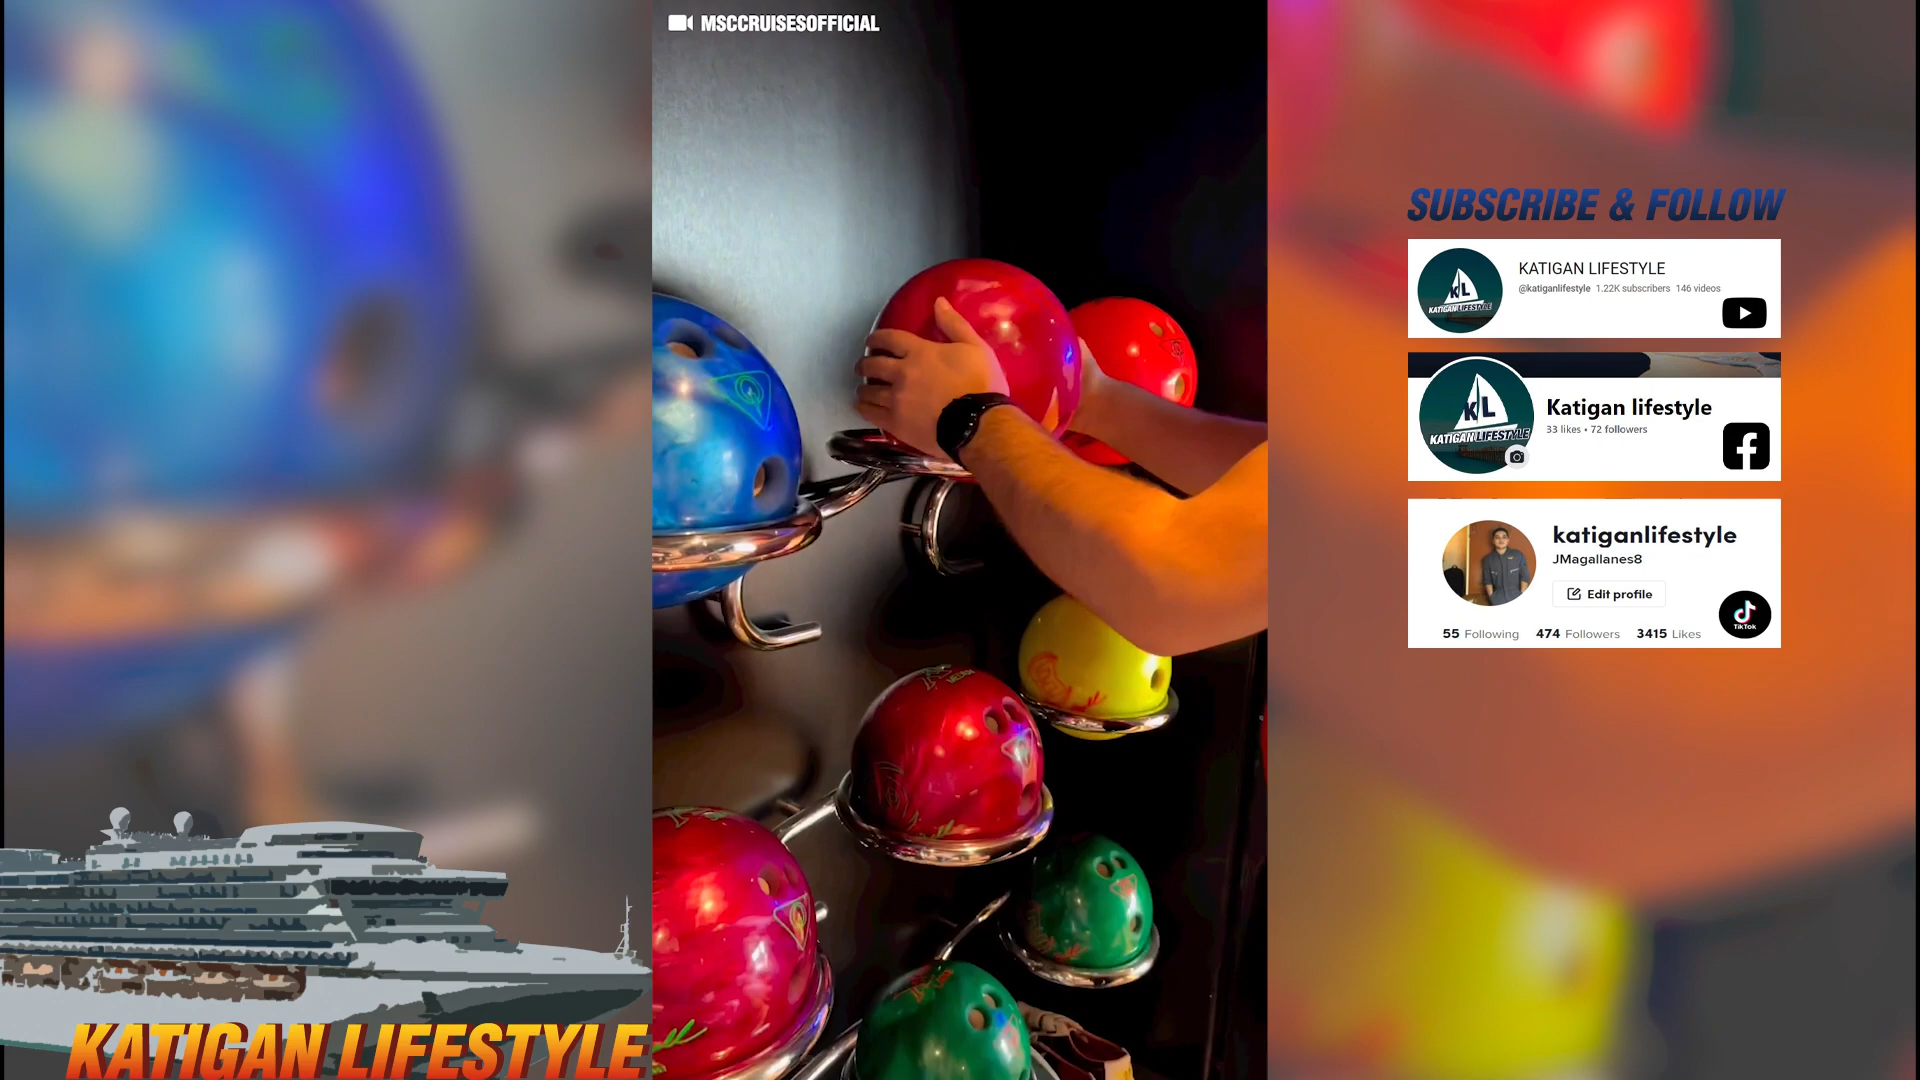 MSCCRUISESOFFICIAL
SUBSCRIBE & FOLLOW
KATIGAN LIFESTYLE
@katiganlifestyle 1.22K subscribers 146 videos
KL
KATIGAN LIFESTYLE
Katigan lifestyle
33 likes • 72 followers
KL
KATIGAN LIFESTYLE
katiganlifestyle
JMagallanes8
Edit profile
55 Following 474 Followers 3415 Likes
TikTok
KATIGAN LIFESTYLE